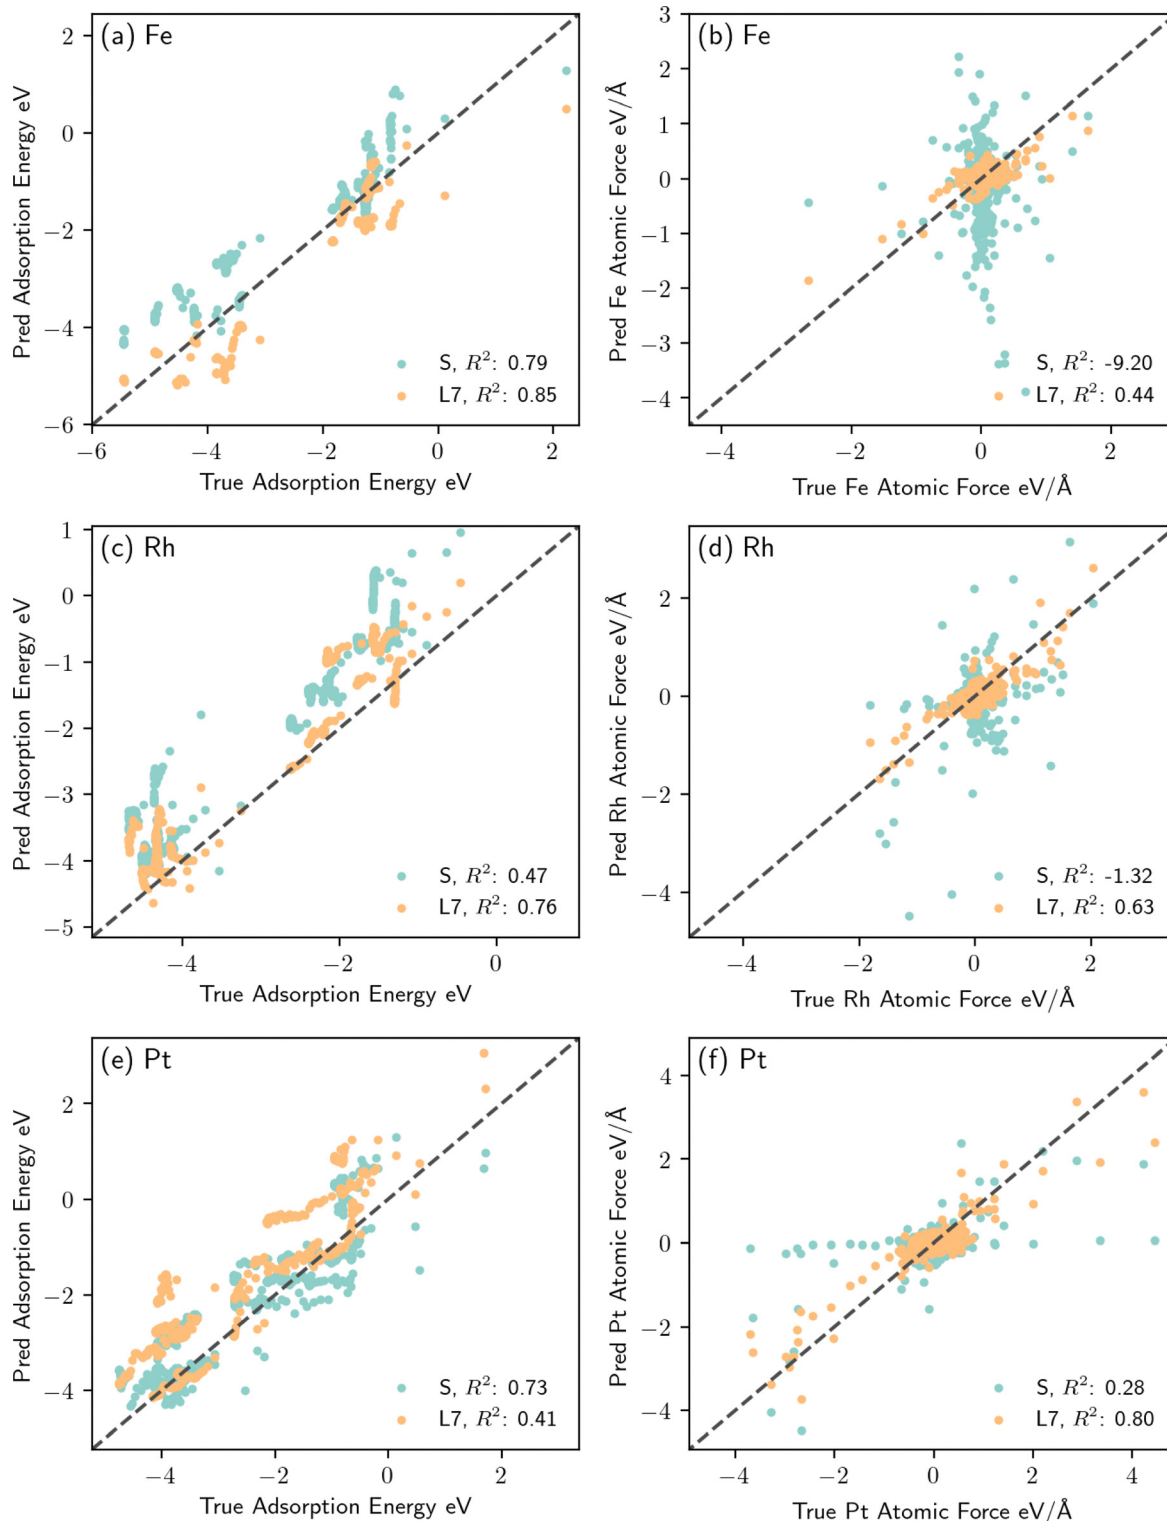 (a) Fe
Pred Adsorption Energy eV
2
0
−2
−4
−6
S, R²: 0.79
L7, R²: 0.85
−6 −4 −2 0 2
True Adsorption Energy eV
(b) Fe
Pred Fe Atomic Force eV/Å
3
2
1
0
−1
−2
−3
−4
S, R²: -9.20
L7, R²: 0.44
−4 −2 0 2
True Fe Atomic Force eV/Å
(c) Rh
Pred Adsorption Energy eV
1
0
−1
−2
−3
−4
−5
S, R²: 0.47
L7, R²: 0.76
−4 −2 0
True Adsorption Energy eV
(d) Rh
Pred Rh Atomic Force eV/Å
2
0
−2
−4
S, R²: -1.32
L7, R²: 0.63
−4 −2 0 2
True Rh Atomic Force eV/Å
(e) Pt
Pred Adsorption Energy eV
2
0
−2
−4
S, R²: 0.73
L7, R²: 0.41
−4 −2 0 2
True Adsorption Energy eV
(f) Pt
Pred Pt Atomic Force eV/Å
4
2
0
−2
−4
S, R²: 0.28
L7, R²: 0.80
−4 −2 0 2 4
True Pt Atomic Force eV/Å